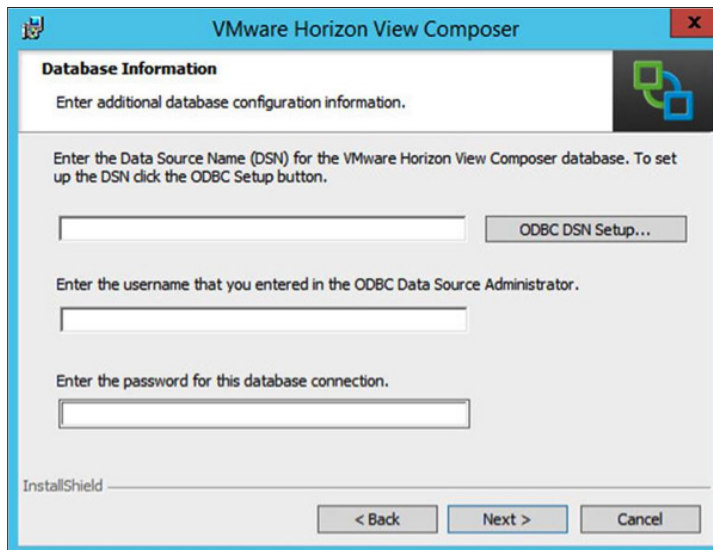 VMware Horizon View Composer
x
Database Information
Enter additional database configuration information.
Enter the Data Source Name (DSN) for the VMware Horizon View Composer database. To set
up the DSN click the ODBC Setup button.
ODBC DSN Setup...
Enter the username that you entered in the ODBC Data Source Administrator.
Enter the password for this database connection.
InstallShield
< Back Next > Cancel